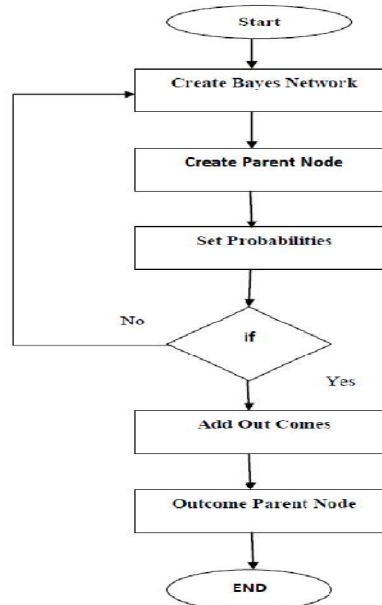 Start
Create Bayes Network
Create Parent Node
Set Probabilities
No
if
Yes
Add Out Comes
Outcome Parent Node
END